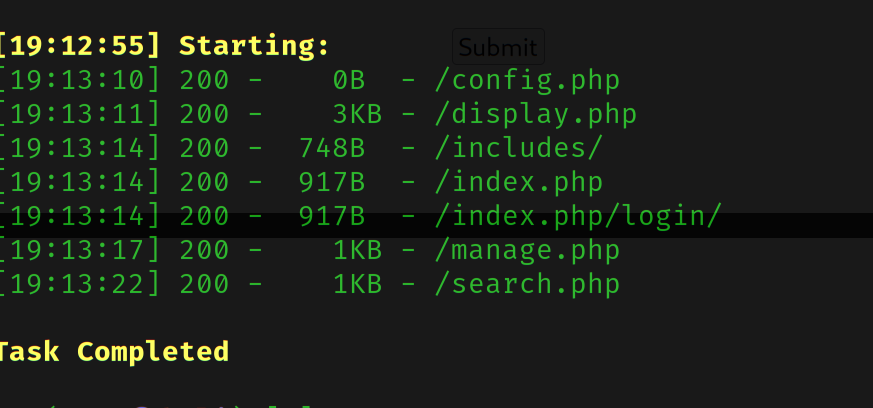 [19:12:55] Starting:
Submit
[19:13:10] 200 -    0B  - /config.php
[19:13:11] 200 -    3KB - /display.php
[19:13:14] 200 -  748B  - /includes/
[19:13:14] 200 -  917B  - /index.php
[19:13:14] 200 -  917B  - /index.php/login/
[19:13:17] 200 -    1KB - /manage.php
[19:13:22] 200 -    1KB - /search.php
Task Completed